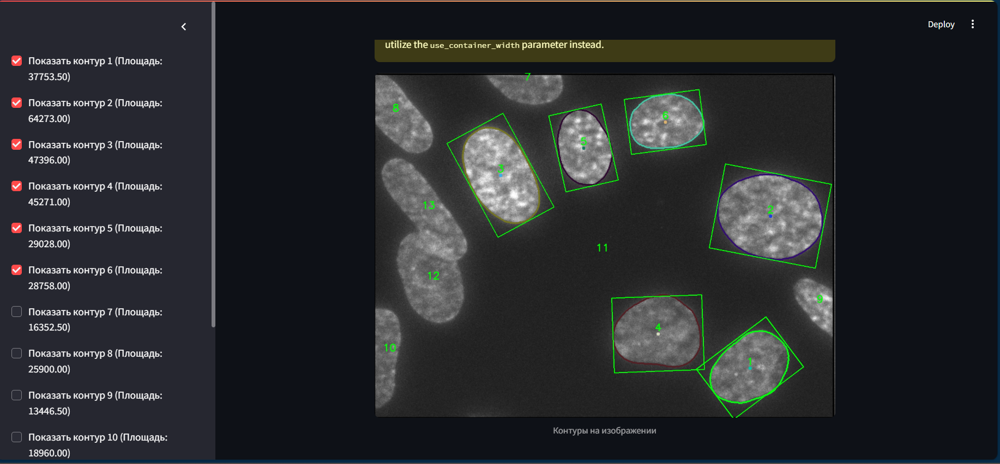 Deploy
Показать контур 1 (Площадь:
37753.50)
Показать контур 2 (Площадь:
64273.00)
Показать контур 3 (Площадь:
47396.00)
Показать контур 4 (Площадь:
45271.00)
Показать контур 5 (Площадь:
29028.00)
Показать контур 6 (Площадь:
28758.00)
Показать контур 7 (Площадь:
16352.50)
Показать контур 8 (Площадь:
25900.00)
Показать контур 9 (Площадь:
13446.50)
Показать контур 10 (Площадь:
18960.00)
utilize the use_container_width parameter instead.
7
8
6
5
3
13
2
11
12
9
4
10
1
Контуры на изображении